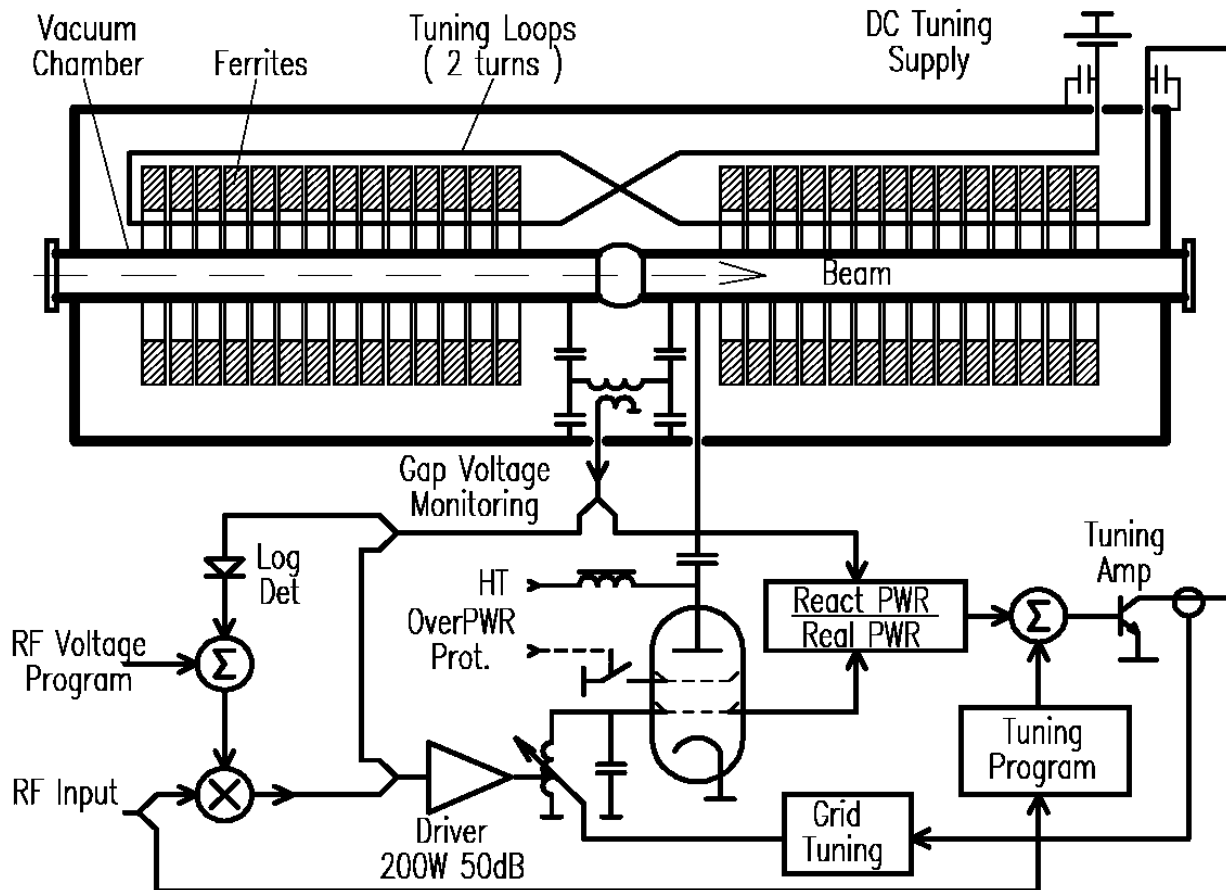 Vacuum
Chamber
Ferrites
Tuning Loops
( 2 turns )
DC Tuning
Supply
Beam
Gap Voltage
Monitoring
Log
Det
HT
OverPWR
Prot.
Tuning
Amp
React PWR
Real PWR
Σ
RF Voltage
Program
Σ
Tuning
Program
RF Input
Driver
200W 50dB
Grid
Tuning